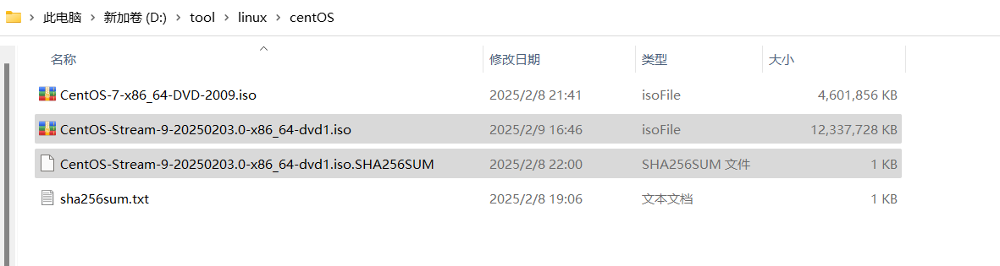 此电脑 新加卷 (D:) tool linux centOS
名称 修改日期 类型 大小
CentOS-7-x86_64-DVD-2009.iso 2025/2/8 21:41 isoFile 4,601,856 KB
CentOS-Stream-9-20250203.0-x86_64-dvd1.iso 2025/2/9 16:46 isoFile 12,337,728 KB
CentOS-Stream-9-20250203.0-x86_64-dvd1.iso.SHA256SUM 2025/2/8 22:00 SHA256SUM 文件 1 KB
sha256sum.txt 2025/2/8 19:06 文本文档 1 KB